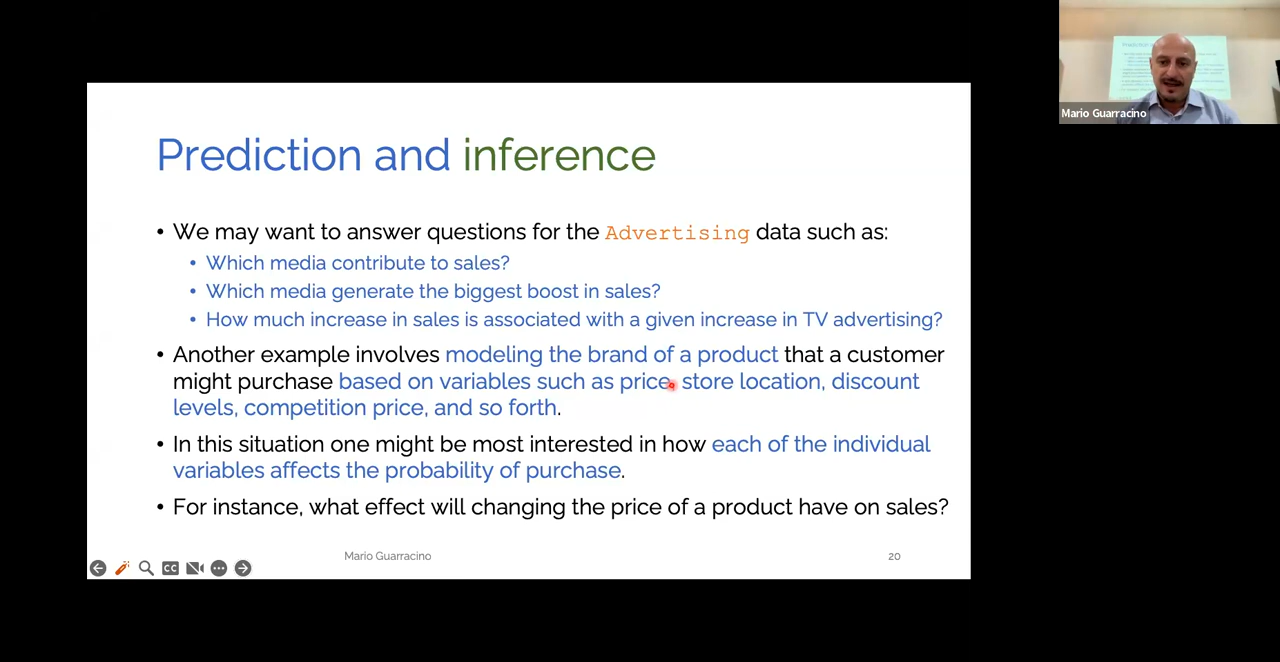 Mario Guarracino
Prediction and inference
• We may want to answer questions for the Advertising data such as:
• Which media contribute to sales?
• Which media generate the biggest boost in sales?
• How much increase in sales is associated with a given increase in TV advertising?
• Another example involves modeling the brand of a product that a customer
might purchase based on variables such as price, store location, discount
levels, competition price, and so forth.
• In this situation one might be most interested in how each of the individual
variables affects the probability of purchase.
• For instance, what effect will changing the price of a product have on sales?
Mario Guarracino
20
CC